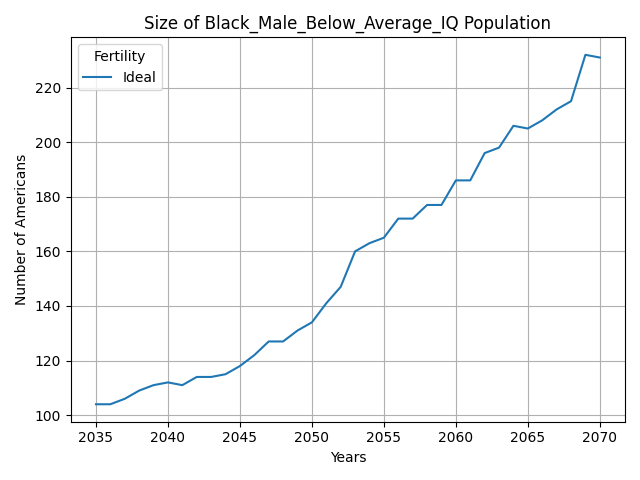 Size of Black_Male_Below_Average_IQ Population
Fertility
Ideal
Number of Americans
220
200
180
160
140
120
100
2035 2040 2045 2050 2055 2060 2065 2070
Years